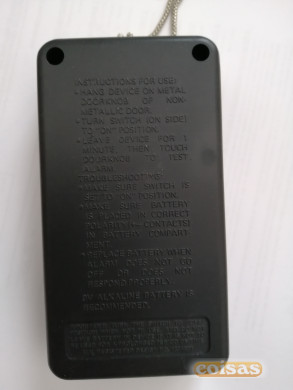 INSTRUCTIONS FOR USE:
• HANG DEVICE ON METAL
DOORKNOB OF NON-
METALLIC DOOR.
• TURN SWITCH (ON SIDE)
TO "ON" POSITION.
• LEAVE DEVICE FOR 1
MINUTE, THEN TOUCH
DOORKNOB TO TEST
ALARM.
TROUBLESHOOTING:
• MAKE SURE SWITCH IS
SET TO ON POSITION.
• MAKE SURE BATTERY
IS PLACED IN CORRECT
POLARITY CONTACTS
IN BATTERY COMPART
MENT.
• REPLACE BATTERY WHEN
ALARM DOES NOT GO
OFF OR DOES NOT
RESPOND PROPERLY.
9V ALKALINE BATTERY IS
RECOMMENDED.
coisas